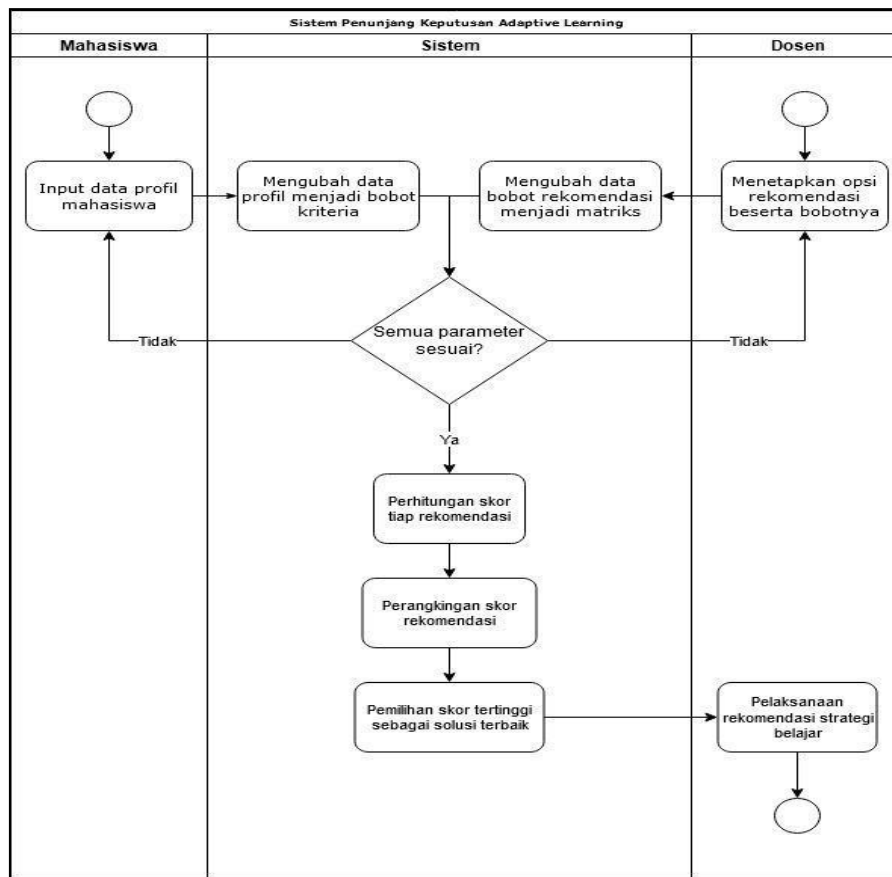 Sistem Penunjang Keputusan Adaptive Learning
Mahasiswa
Sistem
Dosen
Input data profil
mahasiswa
Mengubah data
profil menjadi bobot
kriteria
Mengubah data
bobot rekomendasi
menjadi matriks
Menetapkan opsi
rekomendasi
beserta bobotnya
Semua parameter
sesuai?
Tidak
Tidak
Ya
Perhitungan skor
tiap rekomendasi
Perangkingan skor
rekomendasi
Pemilihan skor tertinggi
sebagai solusi terbaik
Pelaksanaan
rekomendasi strategi
belajar